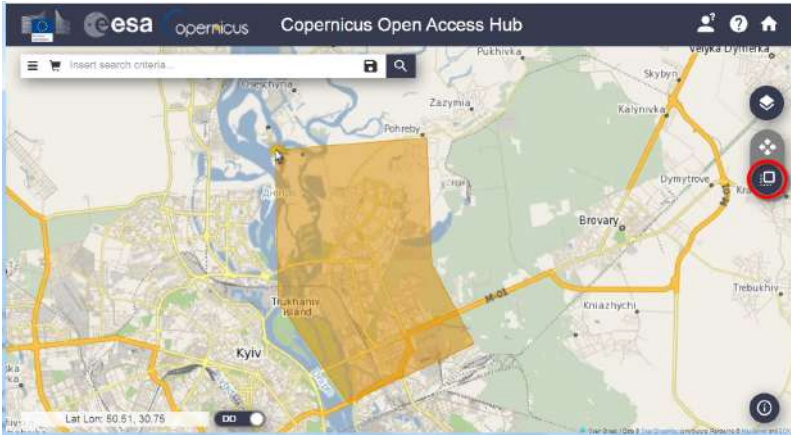 esa opernicus Copernicus Open Access Hub
Insert search criteria...
Pukhivka
Velyka Dymerka
Skybyn
Zazymia
Kalynivka
Pohreby
Dymytrove
Brovary
Trebukhiv
M-01
Trukhaniv
island
Kniazhychi
Kyiv
Lat Lon: 50.51, 30.75
DD